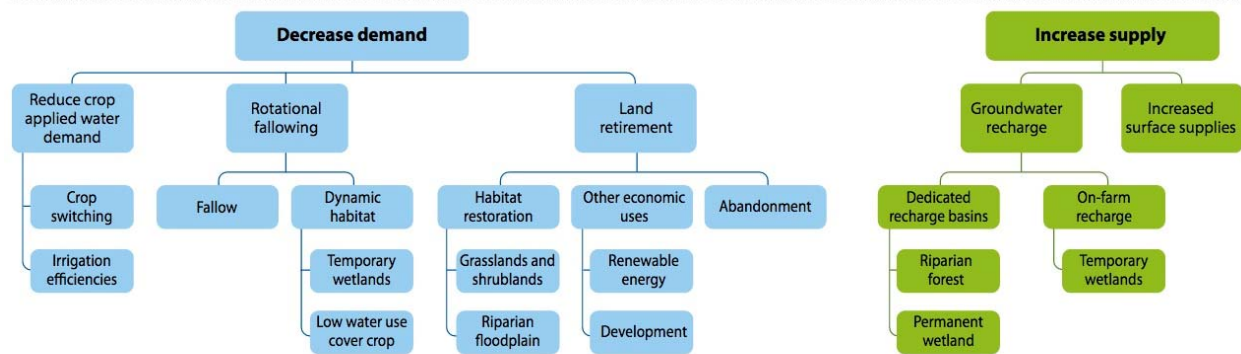 Decrease demand
Increase supply
Reduce crop
applied water
demand
Rotational
fallowing
Land
retirement
Groundwater
recharge
Increased
surface supplies
Crop
switching
Irrigation
efficiencies
Fallow
Dynamic
habitat
Temporary
wetlands
Low water use
cover crop
Habitat
restoration
Grasslands and
shrublands
Riparian
floodplain
Other economic
uses
Renewable
energy
Development
Abandonment
Dedicated
recharge basins
Riparian
forest
Permanent
wetland
On-farm
recharge
Temporary
wetlands